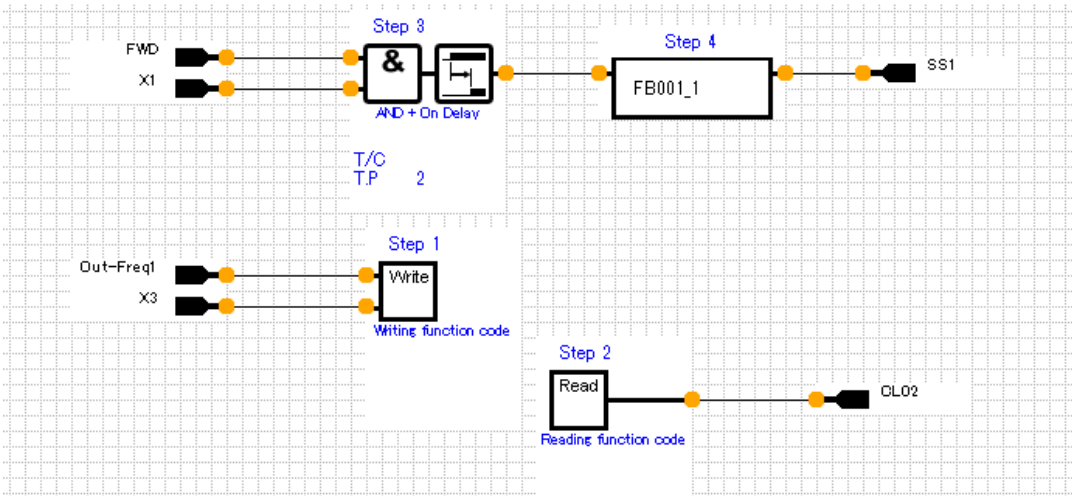 Step 3
Step 4
FWD
&
SS1
X1
FB001_1
AND + On Delay
T/C
T.P 2
Step 1
Out-Freq1
Write
X3
Writing function code
Step 2
Read
CLO2
Reading function code